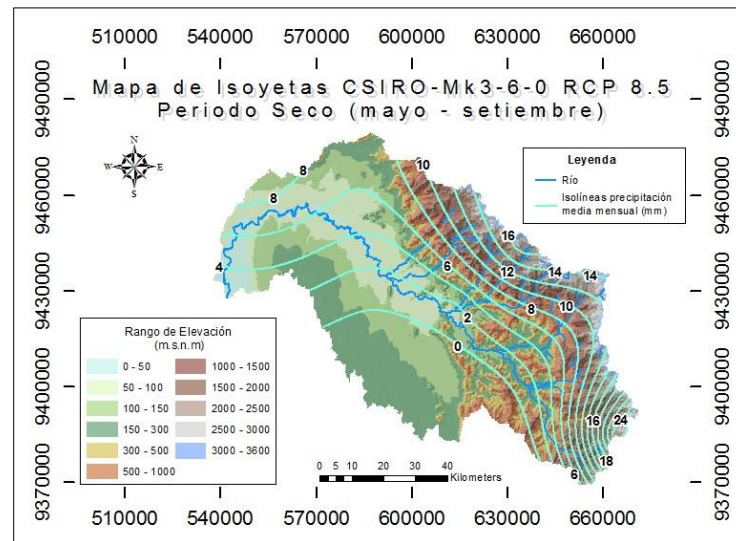 510000 540000 570000 600000 630000 660000
Mapa de Isoyetas CSIRO-Mk3-6-0 RCP 8.5
Periodo Seco (mayo - setiembre)
9490000
9460000
9430000
9400000
9370000
N
W E
S
Leyenda
Río
Isolíneas precipitación
media mensual (mm)
8
10
8
16
4
6
12
14
14
10
8
2
0
16
24
18
6
Rango de Elevación
(m.s.n.m)
0 - 50
50 - 100
100 - 150
150 - 300
300 - 500
500 - 1000
1000 - 1500
1500 - 2000
2000 - 2500
2500 - 3000
3000 - 3600
0 5 10 20 30 40
Kilometers
9490000
9460000
9430000
9400000
9370000
510000 540000 570000 600000 630000 660000